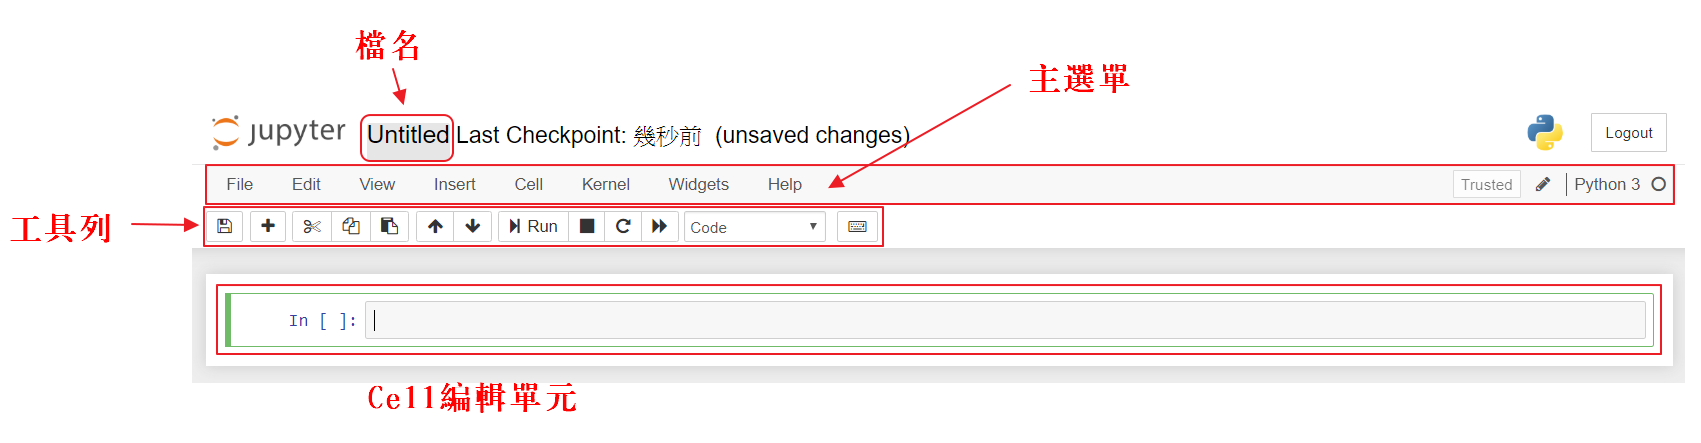 檔名
主選單
jupyter Untitled Last Checkpoint: 幾秒前 (unsaved changes) Logout
File Edit View Insert Cell Kernel Widgets Help Trusted Python 3
工具列 Run Code
In [ ]:
Cell編輯單元